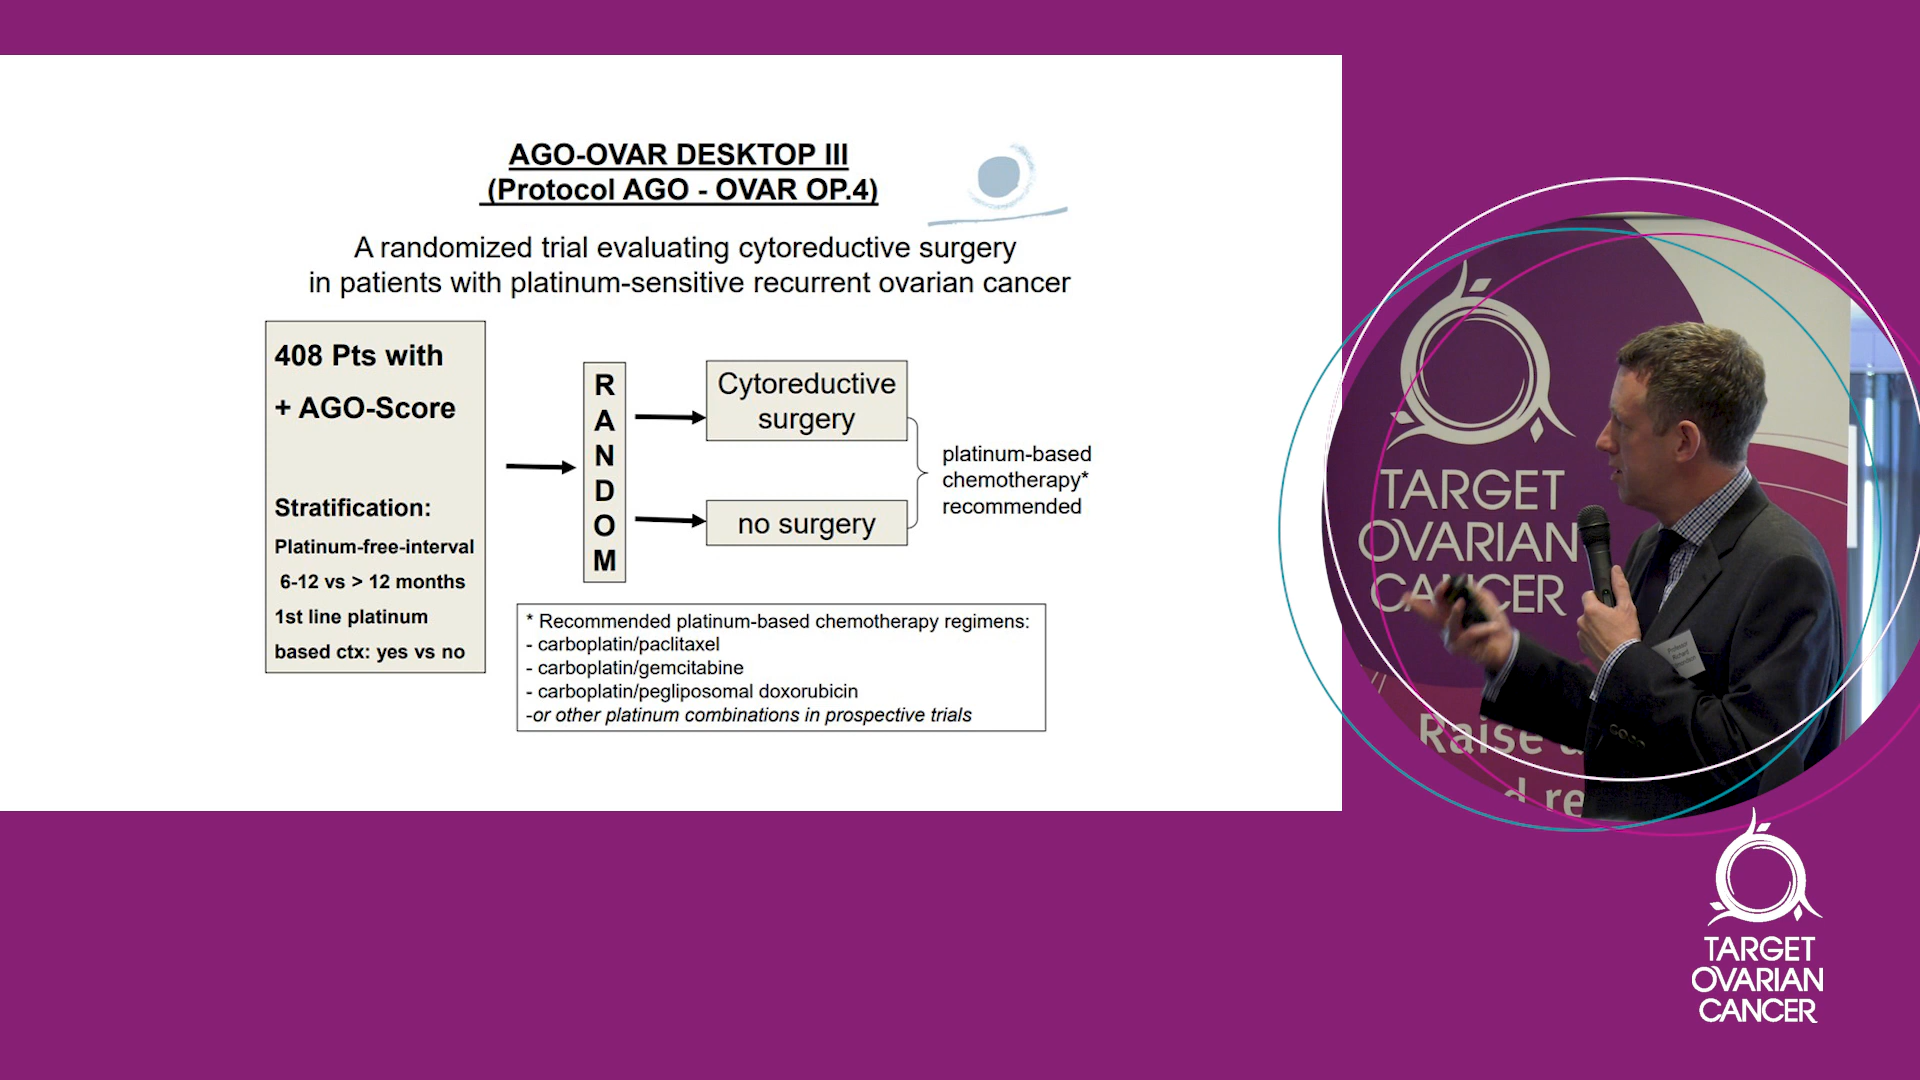 AGO-OVAR DESKTOP III
(Protocol AGO - OVAR OP.4)
A randomized trial evaluating cytoreductive surgery
in patients with platinum-sensitive recurrent ovarian cancer
408 Pts with
+ AGO-Score
Stratification:
Platinum-free-interval
6-12 vs > 12 months
1st line platinum
based ctx: yes vs no
R
A
N
D
O
M
Cytoreductive
surgery
no surgery
platinum-based
chemotherapy*
recommended
* Recommended platinum-based chemotherapy regimens:
- carboplatin/paclitaxel
- carboplatin/gemcitabine
- carboplatin/pegliposomal doxorubicin
-or other platinum combinations in prospective trials
TARGET
OVARIAN
CANCER
Raise
Professor
Richard
TARGET
OVARIAN
CANCER